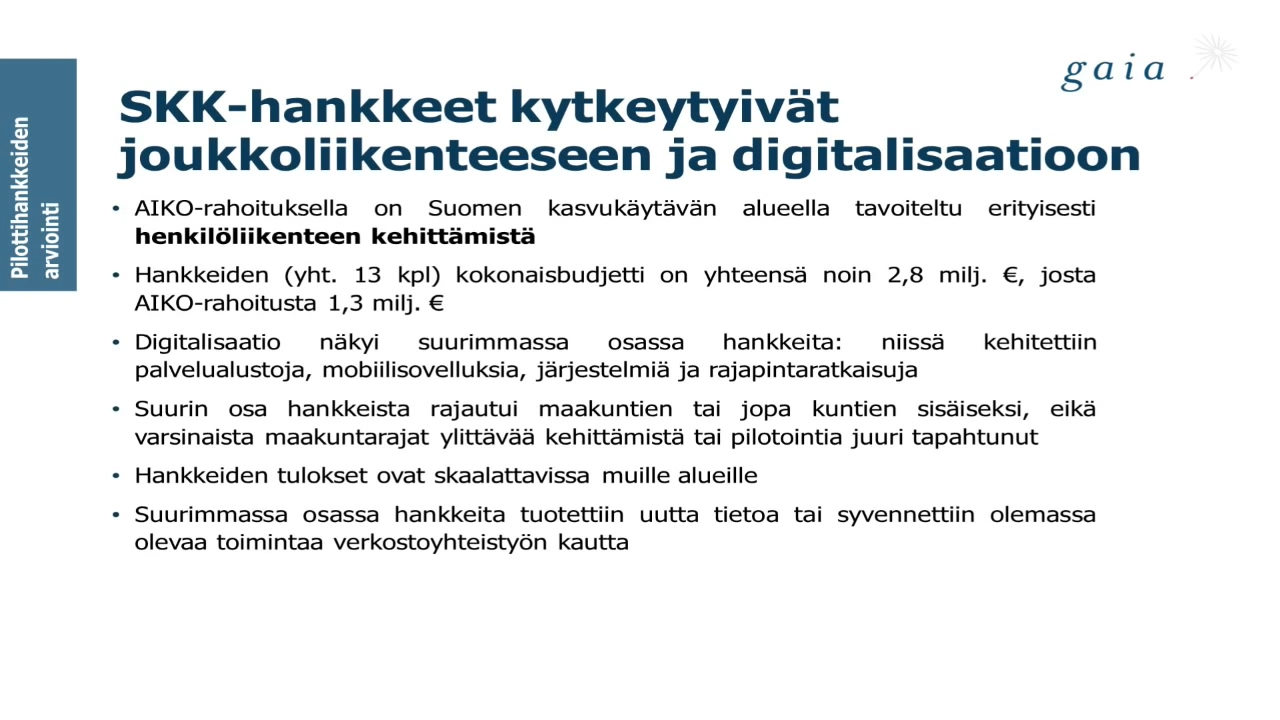 gaia
Pilottihankkeiden
arviointi
SKK-hankkeet kytkeytyivät
joukkoliikenteeseen ja digitalisaatioon
• AIKO-rahoituksella on Suomen kasvukäytävän alueella tavoiteltu erityisesti
henkilöliikenteen kehittämistä
• Hankkeiden (yht. 13 kpl) kokonaisbudjetti on yhteensä noin 2,8 milj. €, josta
AIKO-rahoitusta 1,3 milj. €
• Digitalisaatio näkyi suurimmassa osassa hankkeita: niissä kehitettiin
palvelualustoja, mobiilisovelluksia, järjestelmiä ja rajapintaratkaisuja
• Suurin osa hankkeista rajautui maakuntien tai jopa kuntien sisäiseksi, eikä
varsinaista maakuntarajat ylittävää kehittämistä tai pilotointia juuri tapahtunut
• Hankkeiden tulokset ovat skaalattavissa muille alueille
• Suurimmassa osassa hankkeita tuotettiin uutta tietoa tai syvennettiin olemassa
olevaa toimintaa verkostoyhteistyön kautta